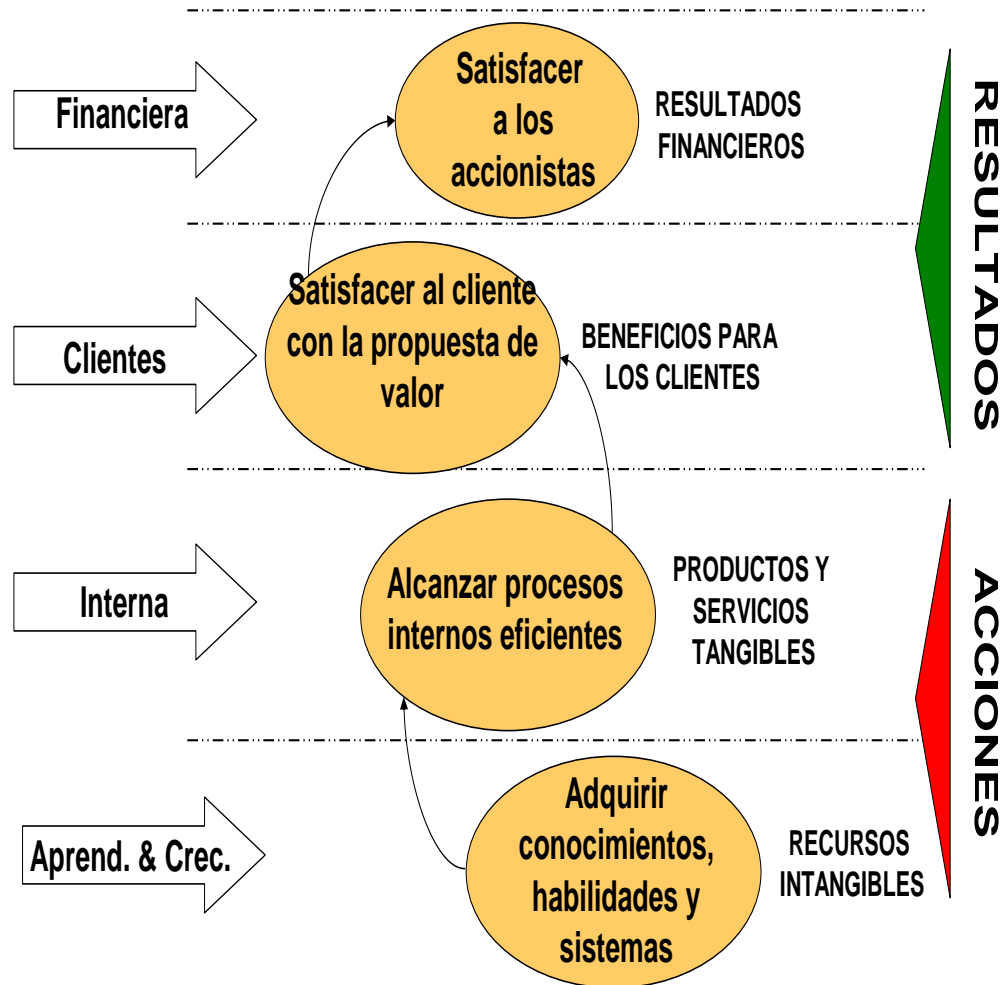 Financiera
Satisfacer
a los
accionistas
RESULTADOS
FINANCIEROS
Clientes
Satisfacer al cliente
con la propuesta de
valor
BENEFICIOS PARA
LOS CLIENTES
RESULTADOS
Interna
Alcanzar procesos
internos eficientes
PRODUCTOS Y
SERVICIOS
TANGIBLES
Aprend. & Crec.
Adquirir
conocimientos,
habilidades y
sistemas
RECURSOS
INTANGIBLES
ACCIONES